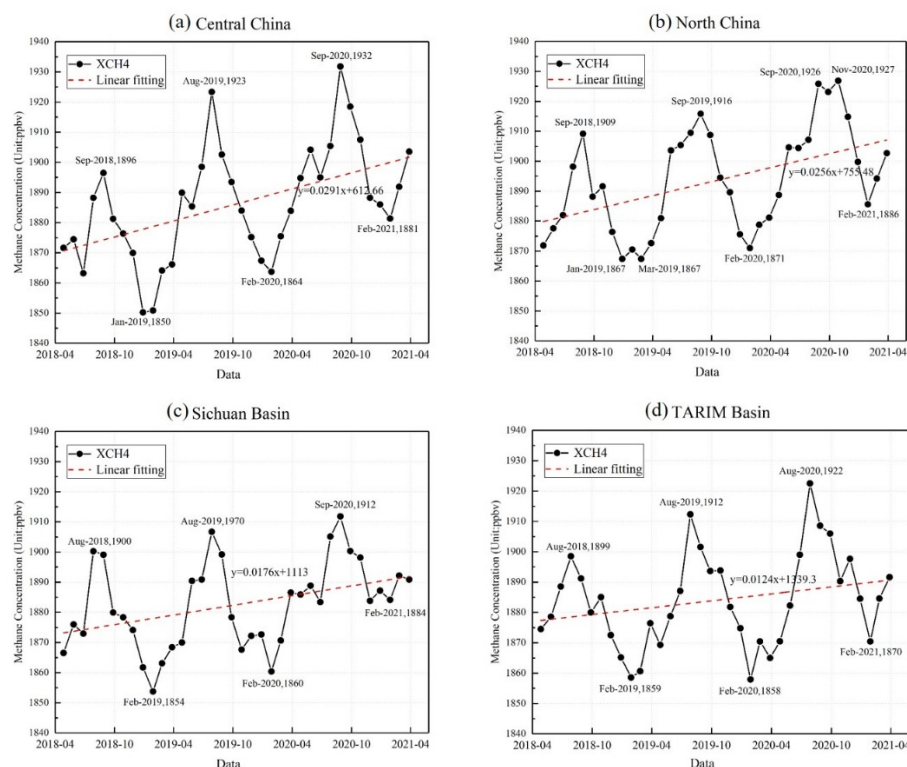 (a) Central China
Methane Concentration (Unit:ppbv)
1940
1930
1920
1910
1900
1890
1880
1870
1860
1850
1840
XCH4
Linear fitting
Sep-2018,1896
Aug-2019,1923
Sep-2020,1932
y=0.0291x+612.66
Jan-2019,1850
Feb-2020,1864
Feb-2021,1881
2018-04 2018-10 2019-04 2019-10 2020-04 2020-10 2021-04
Data
(b) North China
Methane Concentration (Unit:ppbv)
1940
1930
1920
1910
1900
1890
1880
1870
1860
1850
1840
XCH4
Linear fitting
Sep-2018,1909
Sep-2019,1916
Sep-2020,1926
Nov-2020,1927
y=0.0256x+755.48
Jan-2019,1867
Mar-2019,1867
Feb-2020,1871
Feb-2021,1886
2018-04 2018-10 2019-04 2019-10 2020-04 2020-10 2021-04
Data
(c) Sichuan Basin
Methane Concentration (Unit:ppbv)
1940
1930
1920
1910
1900
1890
1880
1870
1860
1850
1840
XCH4
Linear fitting
Aug-2018,1900
Aug-2019,1970
Sep-2020,1912
y=0.0176x+1113
Feb-2019,1854
Feb-2020,1860
Feb-2021,1884
2018-04 2018-10 2019-04 2019-10 2020-04 2020-10 2021-04
Data
(d) TARIM Basin
Methane Concentration (Unit:ppbv)
1940
1930
1920
1910
1900
1890
1880
1870
1860
1850
1840
XCH4
Linear fitting
Aug-2018,1899
Aug-2019,1912
Aug-2020,1922
y=0.0124x+1339.3
Feb-2019,1859
Feb-2020,1858
Feb-2021,1870
2018-04 2018-10 2019-04 2019-10 2020-04 2020-10 2021-04
Data